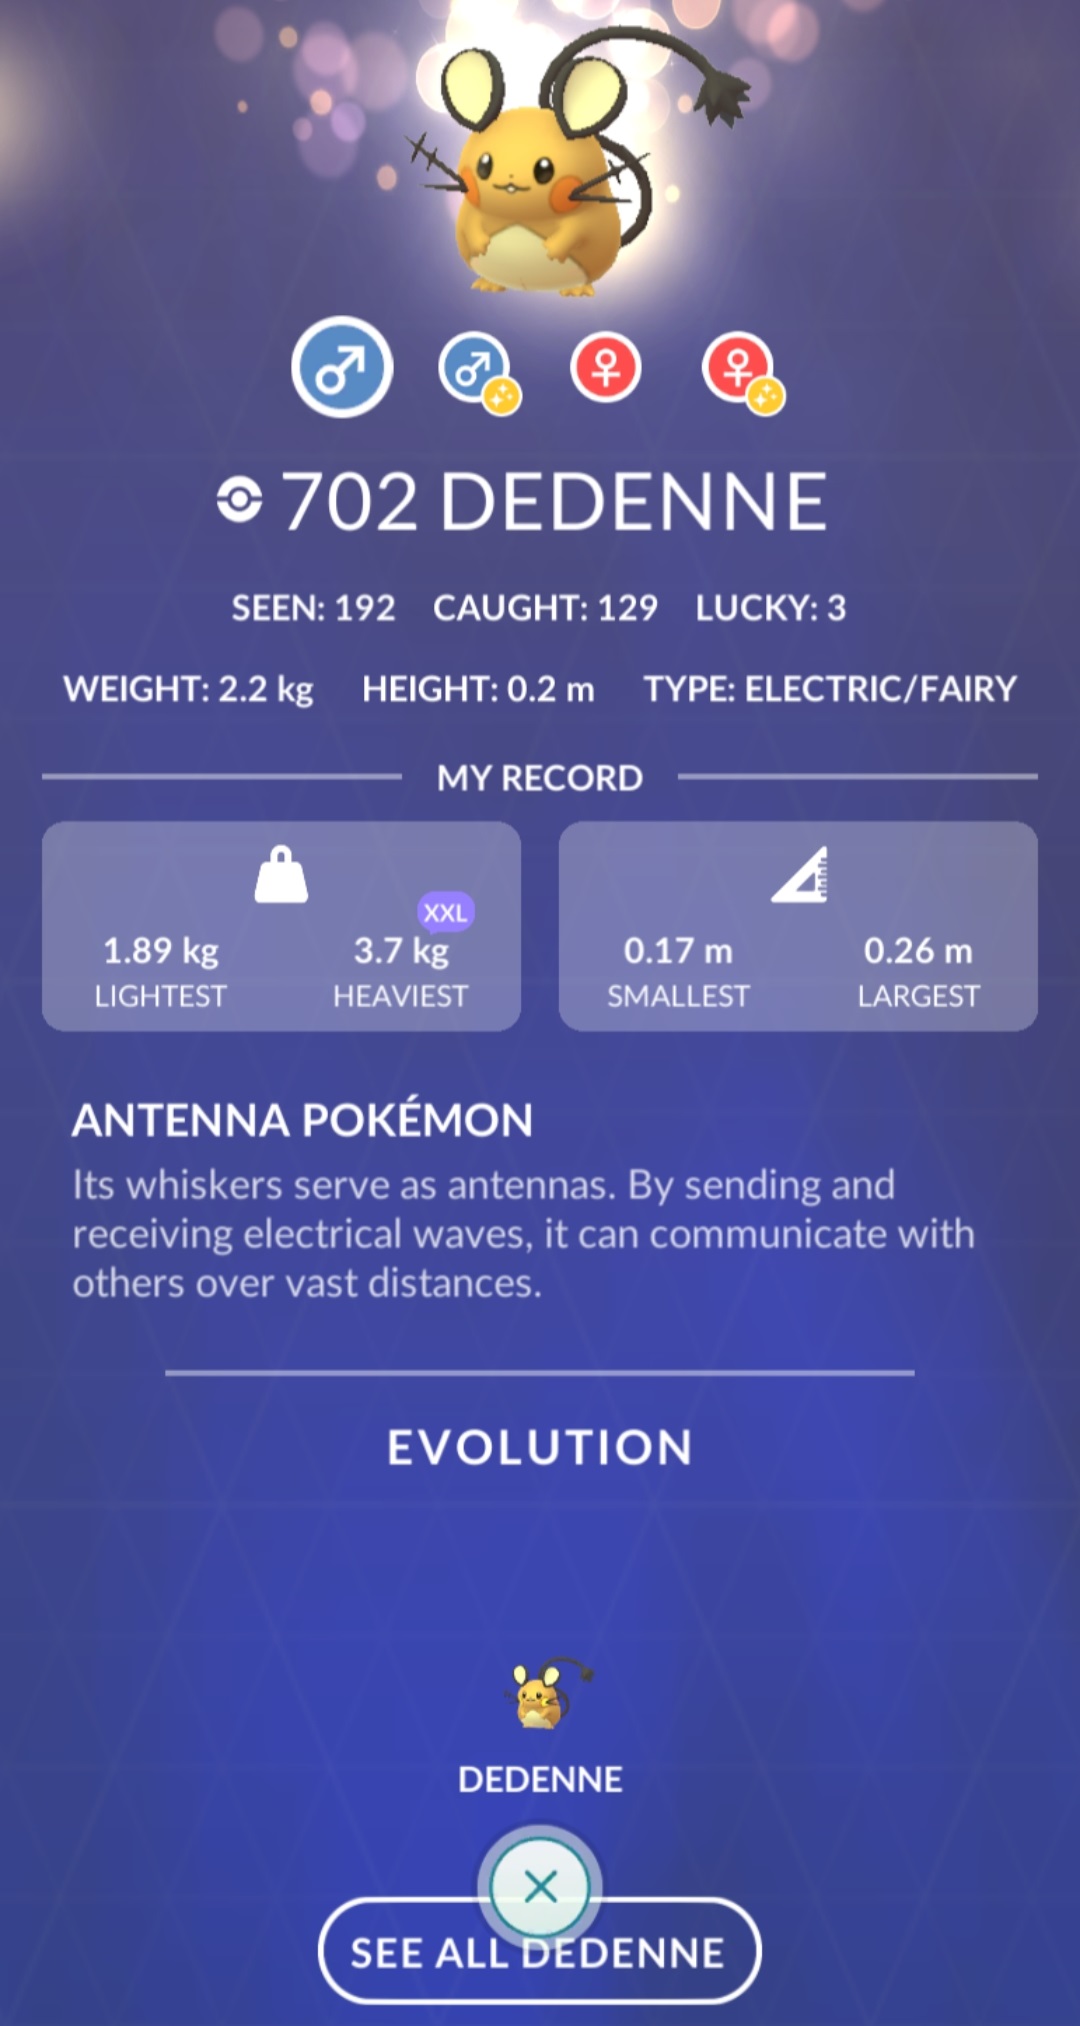 702 DEDENNE
SEEN: 192 CAUGHT: 129 LUCKY: 3
WEIGHT: 2.2 kg HEIGHT: 0.2 m TYPE: ELECTRIC/FAIRY
MY RECORD
XXL
1.89 kg 3.7 kg 0.17 m 0.26 m
LIGHTEST HEAVIEST SMALLEST LARGEST
ANTENNA POKÉMON
Its whiskers serve as antennas. By sending and
receiving electrical waves, it can communicate with
others over vast distances.
EVOLUTION
DEDENNE
SEE ALL DEDENNE